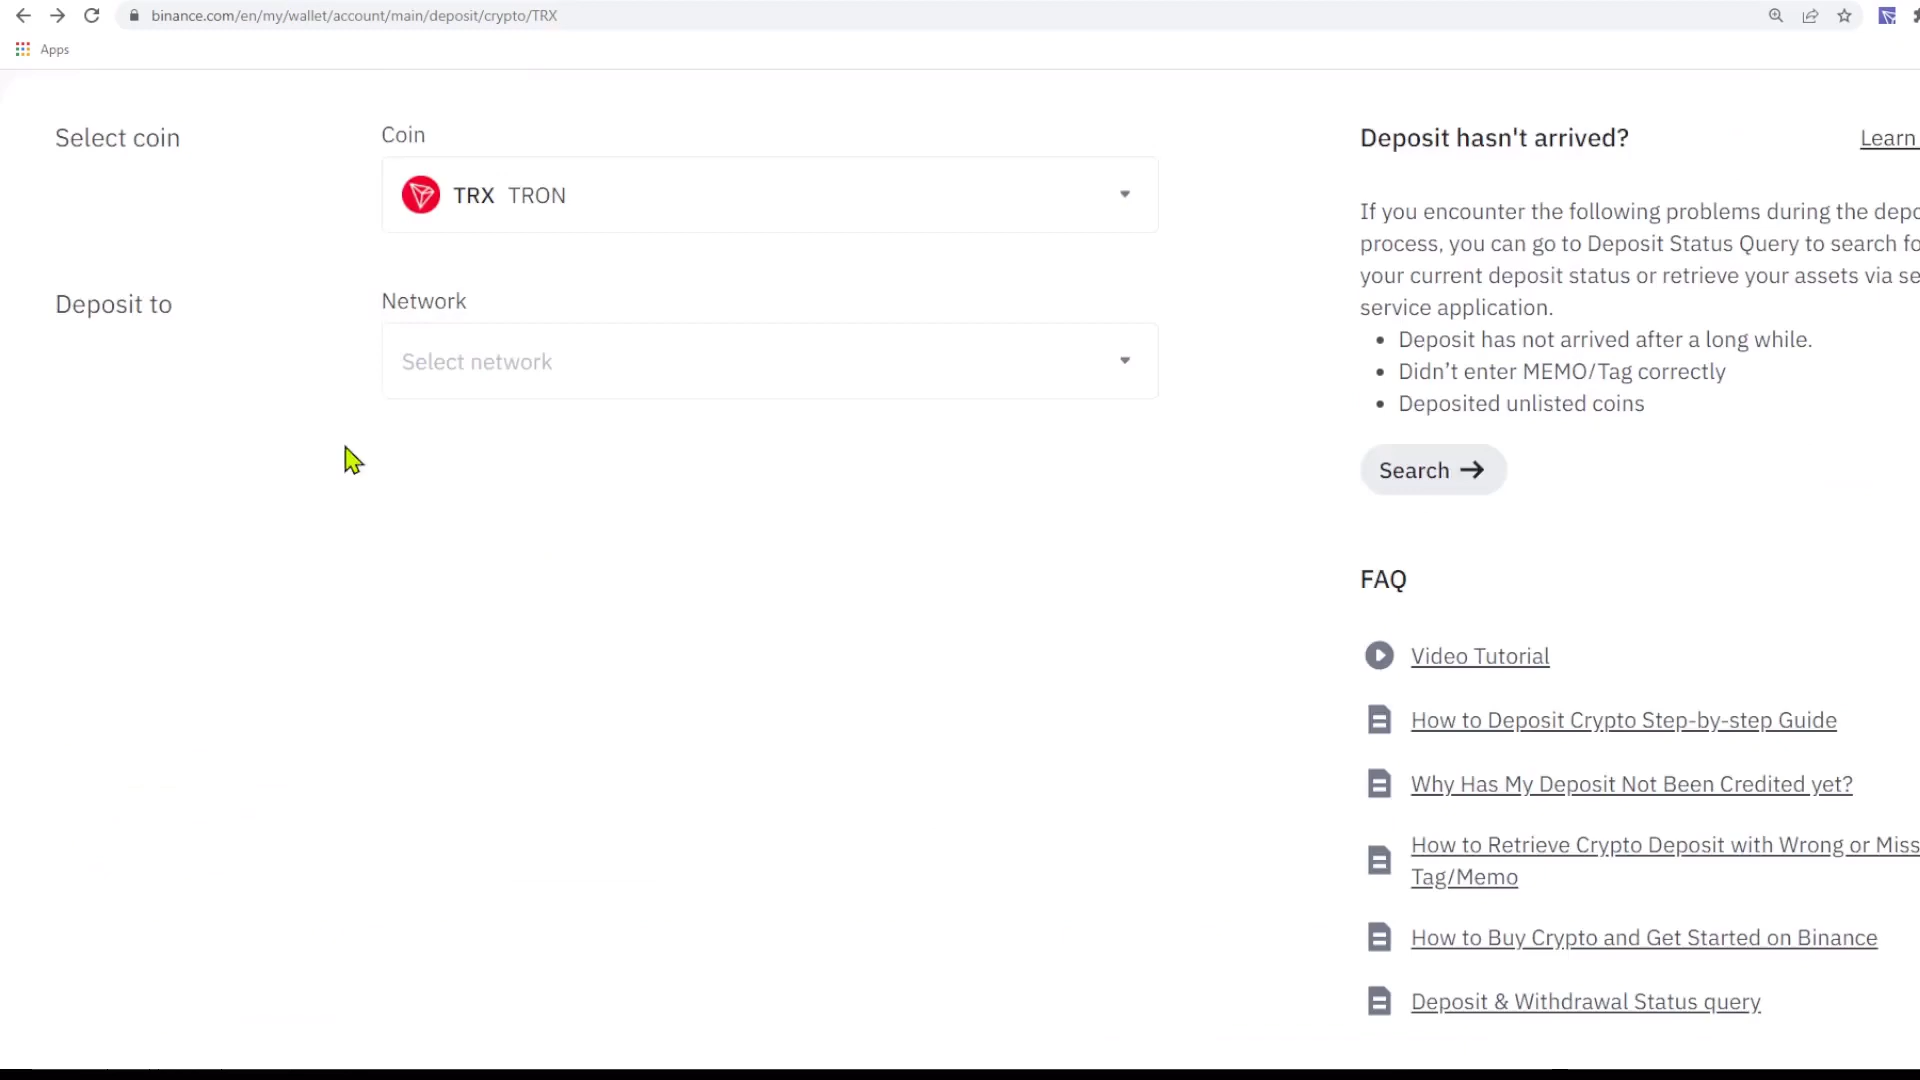 binance.com/en/my/wallet/account/main/deposit/crypto/TRX
Apps
Select coin
Coin
TRX TRON
Deposit to
Network
Select network
Deposit hasn't arrived?
Learn
If you encounter the following problems during the depo
process, you can go to Deposit Status Query to search fo
your current deposit status or retrieve your assets via se
service application.
• Deposit has not arrived after a long while.
• Didn’t enter MEMO/Tag correctly
• Deposited unlisted coins
Search →
FAQ
Video Tutorial
How to Deposit Crypto Step-by-step Guide
Why Has My Deposit Not Been Credited yet?
How to Retrieve Crypto Deposit with Wrong or Miss
Tag/Memo
How to Buy Crypto and Get Started on Binance
Deposit & Withdrawal Status query